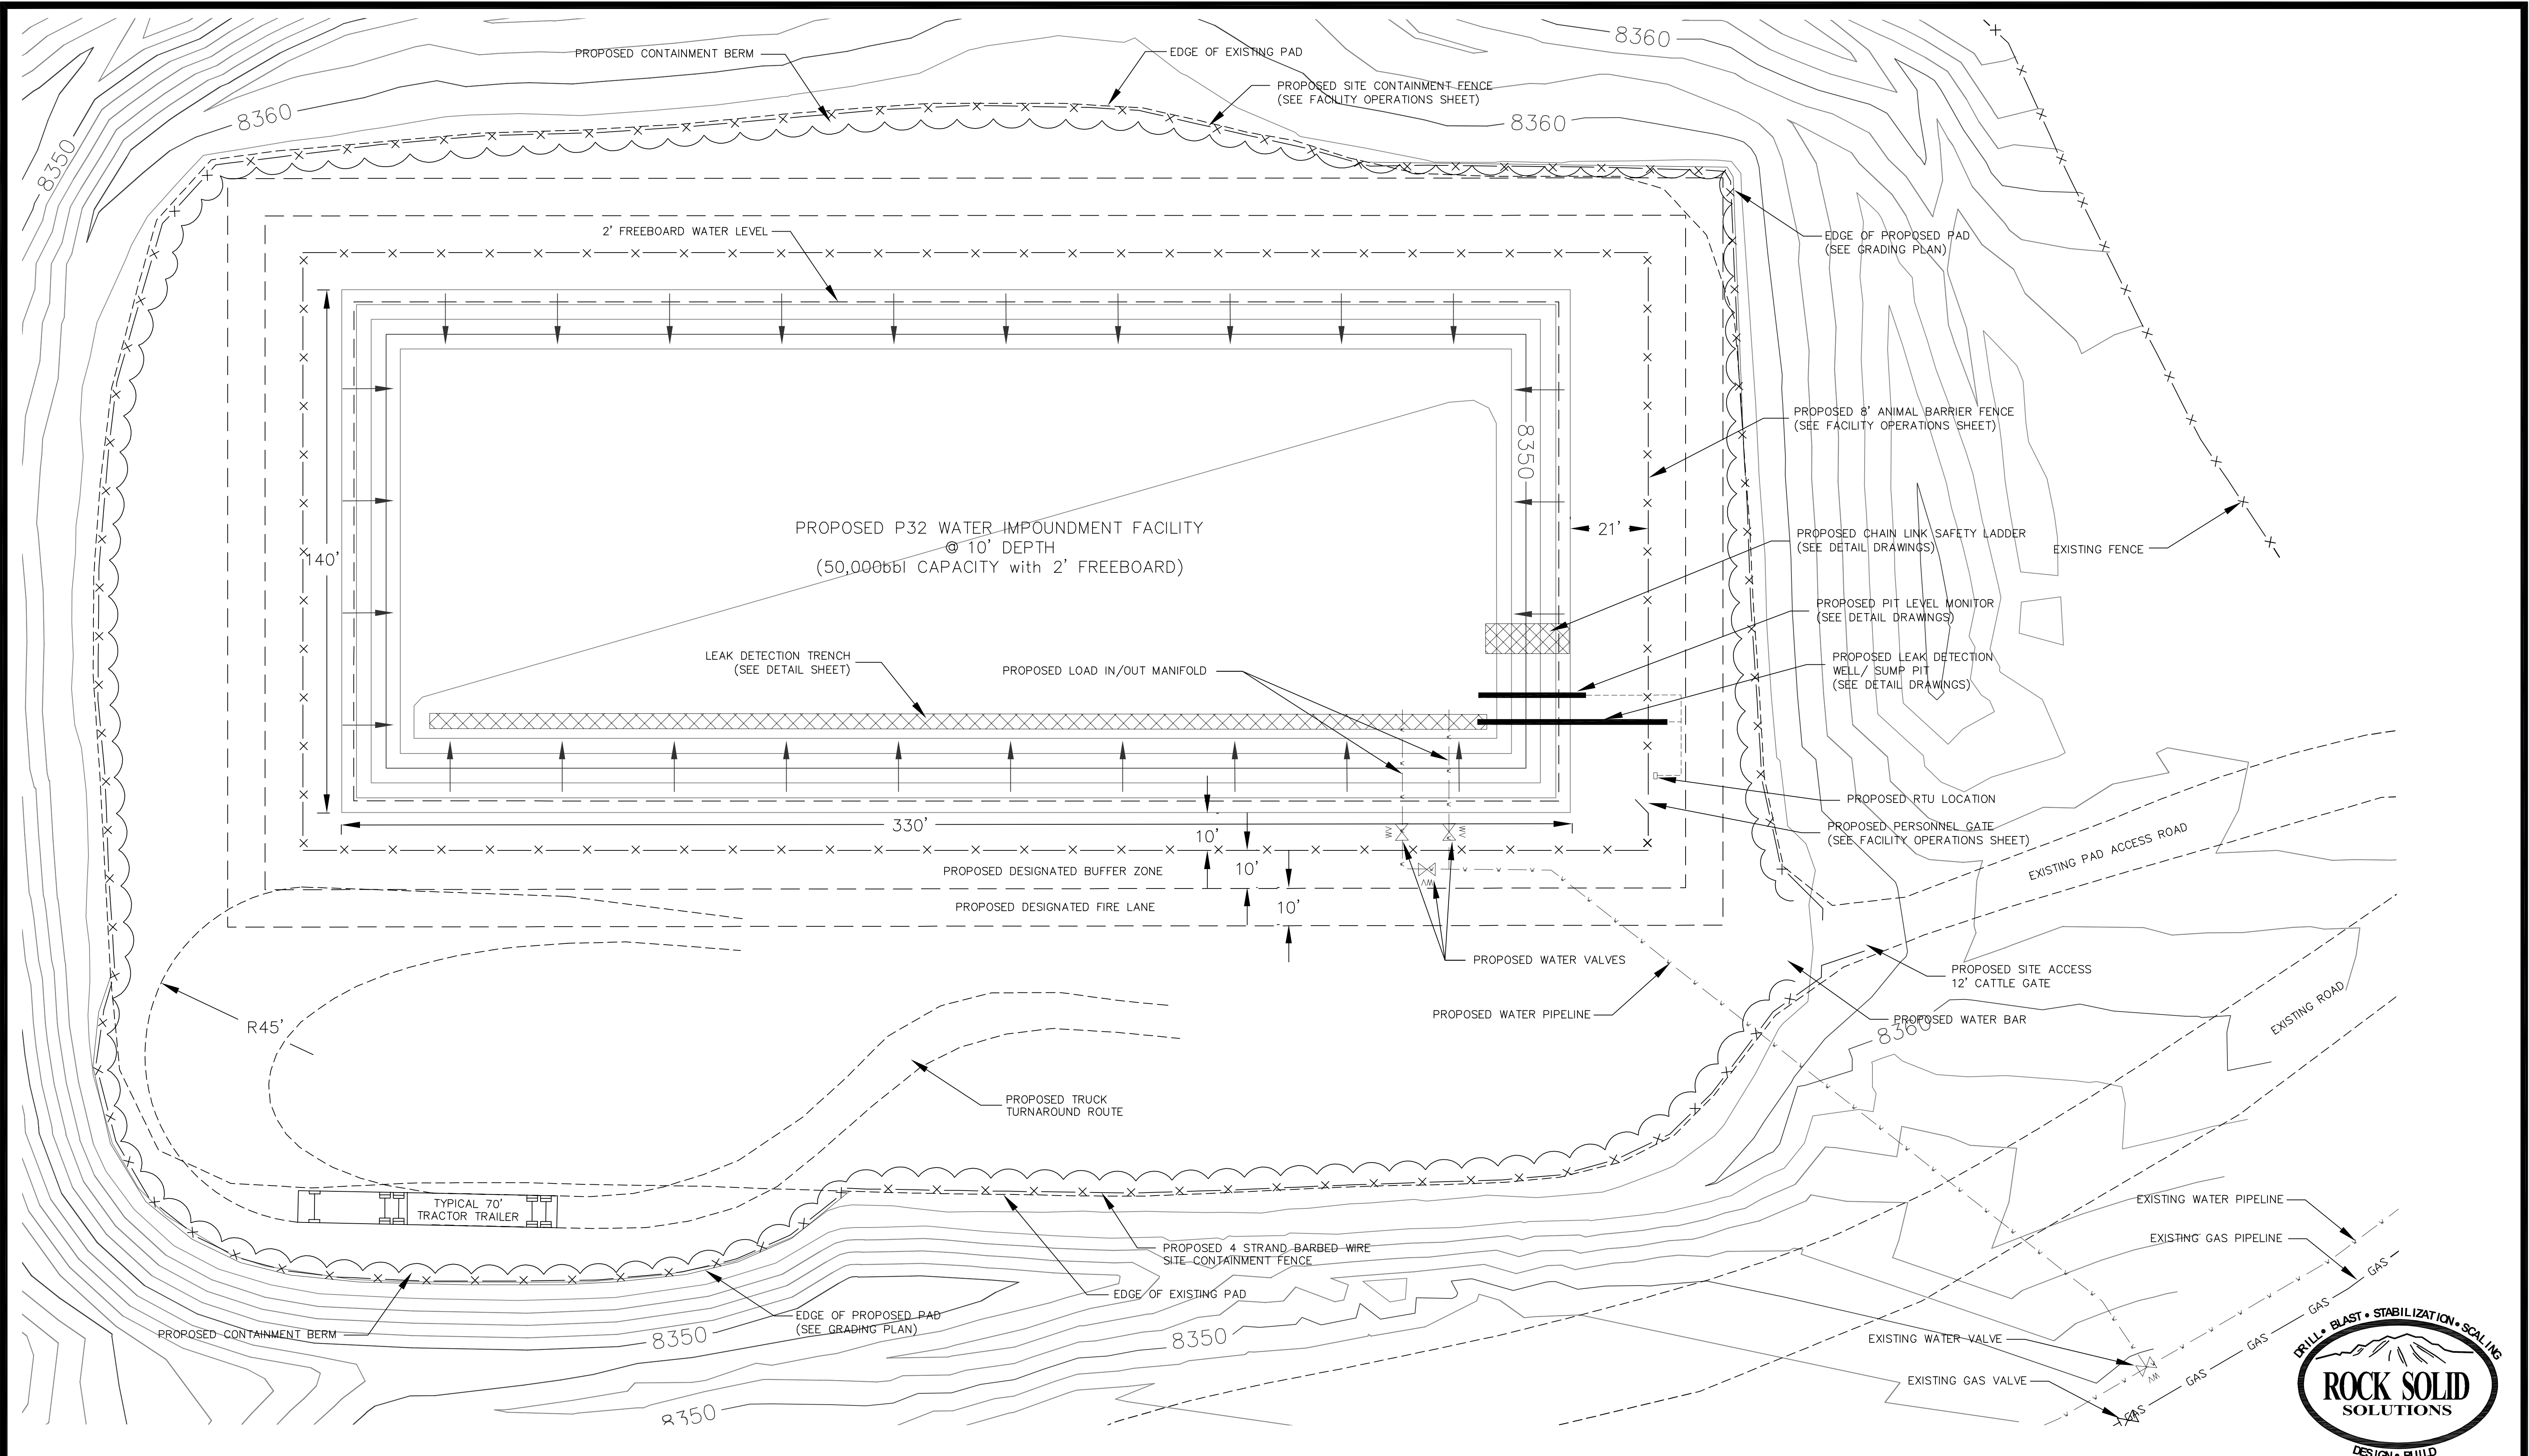 PROPOSED CONTAINMENT BERM
EDGE OF EXISTING PAD
PROPOSED SITE CONTAINMENT FENCE
(SEE FACILITY OPERATIONS SHEET)
8360
8360
8360
8350
2' FREEBOARD WATER LEVEL
EDGE OF PROPOSED PAD
(SEE GRADING PLAN)
PROPOSED 8' ANIMAL BARRIER FENCE
(SEE FACILITY OPERATIONS SHEET)
8350
PROPOSED P32 WATER IMPOUNDMENT FACILITY
@ 10' DEPTH
(50,000bbl CAPACITY with 2' FREEBOARD)
140'
21'
PROPOSED CHAIN LINK SAFETY LADDER
(SEE DETAIL DRAWINGS)
EXISTING FENCE
PROPOSED PIT LEVEL MONITOR
(SEE DETAIL DRAWINGS)
LEAK DETECTION TRENCH
(SEE DETAIL SHEET)
PROPOSED LOAD IN/OUT MANIFOLD
PROPOSED LEAK DETECTION
WELL/ SUMP PIT
(SEE DETAIL DRAWINGS)
PROPOSED RTU LOCATION
330'
10'
PROPOSED PERSONNEL GATE
(SEE FACILITY OPERATIONS SHEET)
WV
WV
WV
EXISTING PAD ACCESS ROAD
PROPOSED DESIGNATED BUFFER ZONE
10'
PROPOSED DESIGNATED FIRE LANE
10'
PROPOSED WATER VALVES
PROPOSED SITE ACCESS
12' CATTLE GATE
PROPOSED WATER PIPELINE
PROPOSED WATER BAR
8360
EXISTING ROAD
R45'
PROPOSED TRUCK
TURNAROUND ROUTE
TYPICAL 70'
TRACTOR TRAILER
PROPOSED 4 STRAND BARBED WIRE
SITE CONTAINMENT FENCE
EDGE OF EXISTING PAD
EDGE OF PROPOSED PAD
(SEE GRADING PLAN)
PROPOSED CONTAINMENT BERM
8350
8350
8350
EXISTING WATER PIPELINE
EXISTING GAS PIPELINE
EXISTING WATER VALVE
WV
EXISTING GAS VALVE
GAS
GAS
GAS
GAS
GAS
DRILL • BLAST • STABILIZATION • SCALING
ROCK SOLID
SOLUTIONS
DESIGN • BUILD